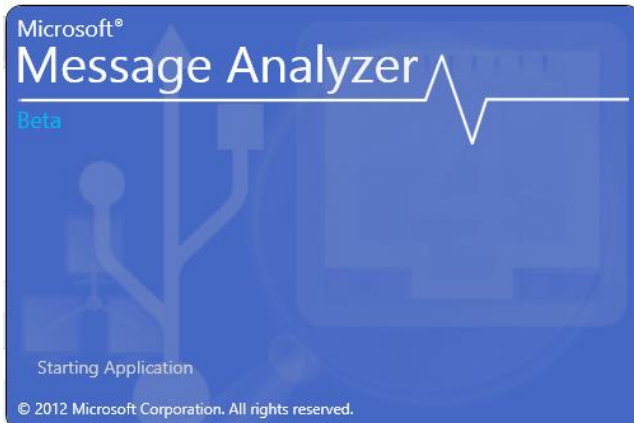 Microsoft®
Message Analyzer
Beta
Starting Application
© 2012 Microsoft Corporation. All rights reserved.